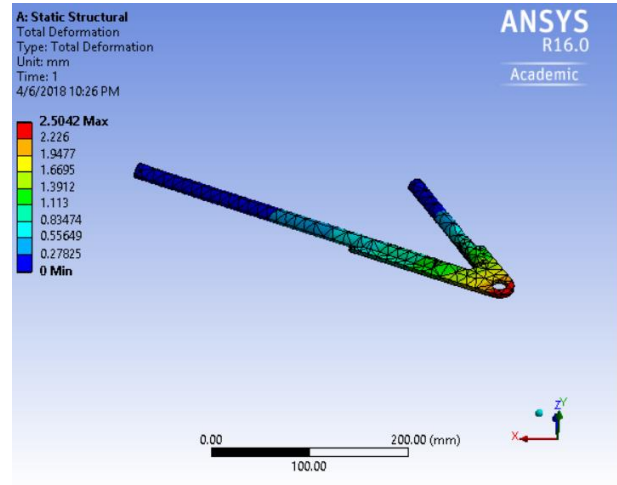 A: Static Structural
Total Deformation
Type: Total Deformation
Unit: mm
Time: 1
4/6/2018 10:26 PM
2.5042 Max
2.226
1.9477
1.6695
1.3912
1.113
0.83474
0.55649
0.27825
0 Min
ANSYS
R16.0
Academic
0.00
200.00 (mm)
100.00
X
Z
Y